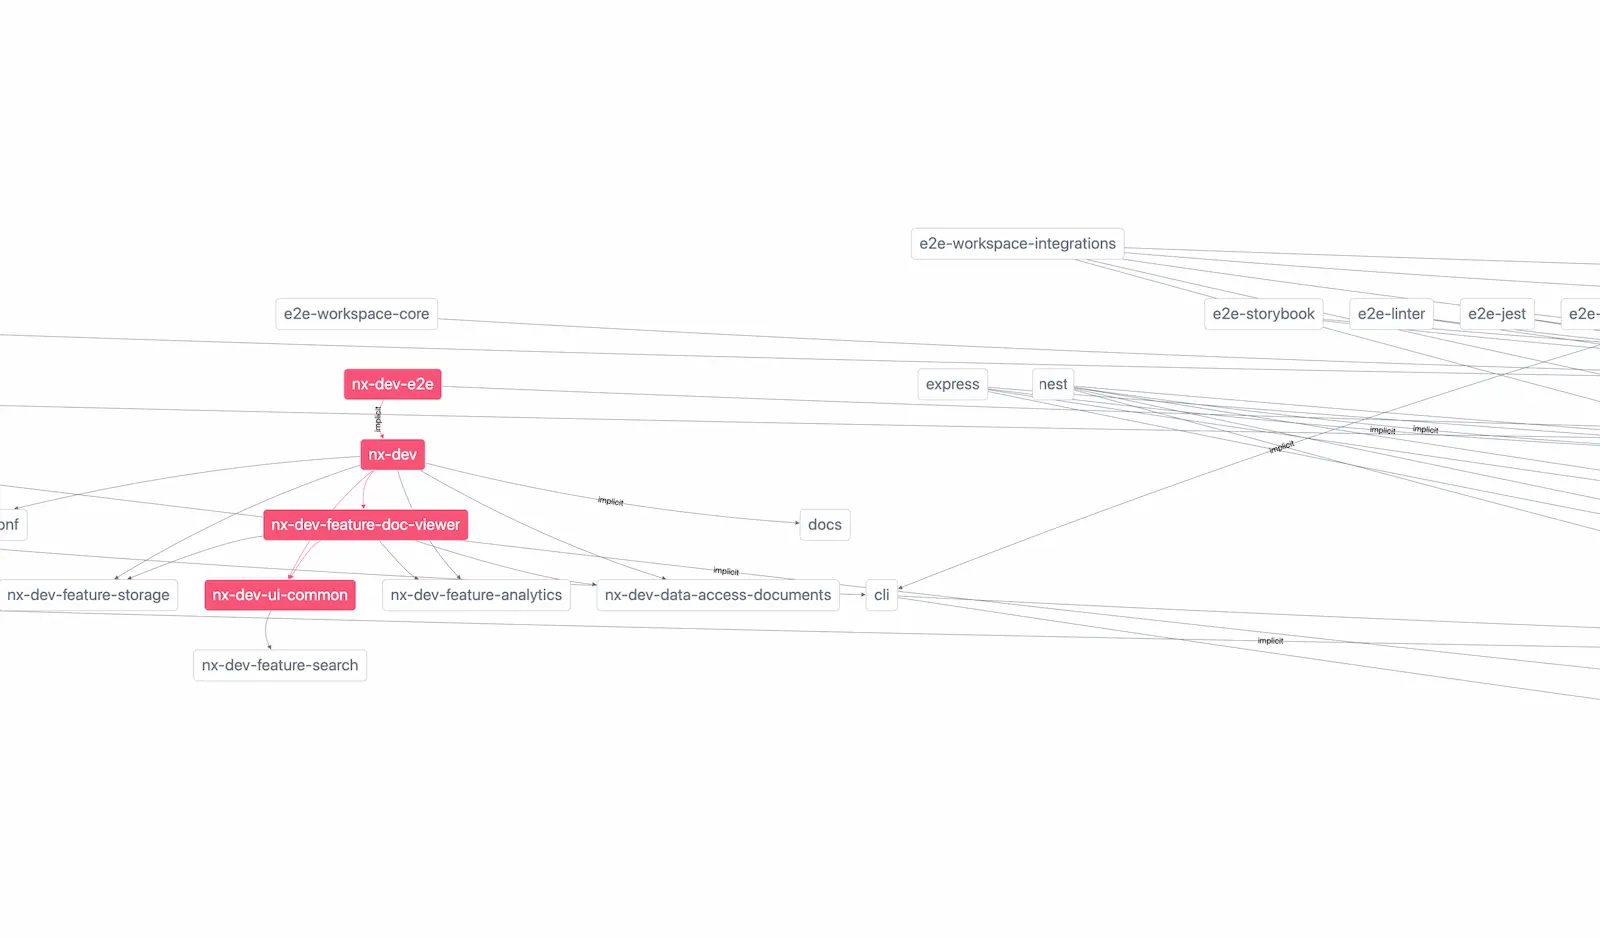 e2e-workspace-integrations
e2e-workspace-core
e2e-storybook
e2e-linter
e2e-jest
e2e-
nx-dev-e2e
express
nest
implicit
implicit
implicit
implicit
nx-dev
implicit
onf
nx-dev-feature-doc-viewer
docs
implicit
nx-dev-feature-storage
nx-dev-ui-common
nx-dev-feature-analytics
nx-dev-data-access-documents
cli
implicit
nx-dev-feature-search